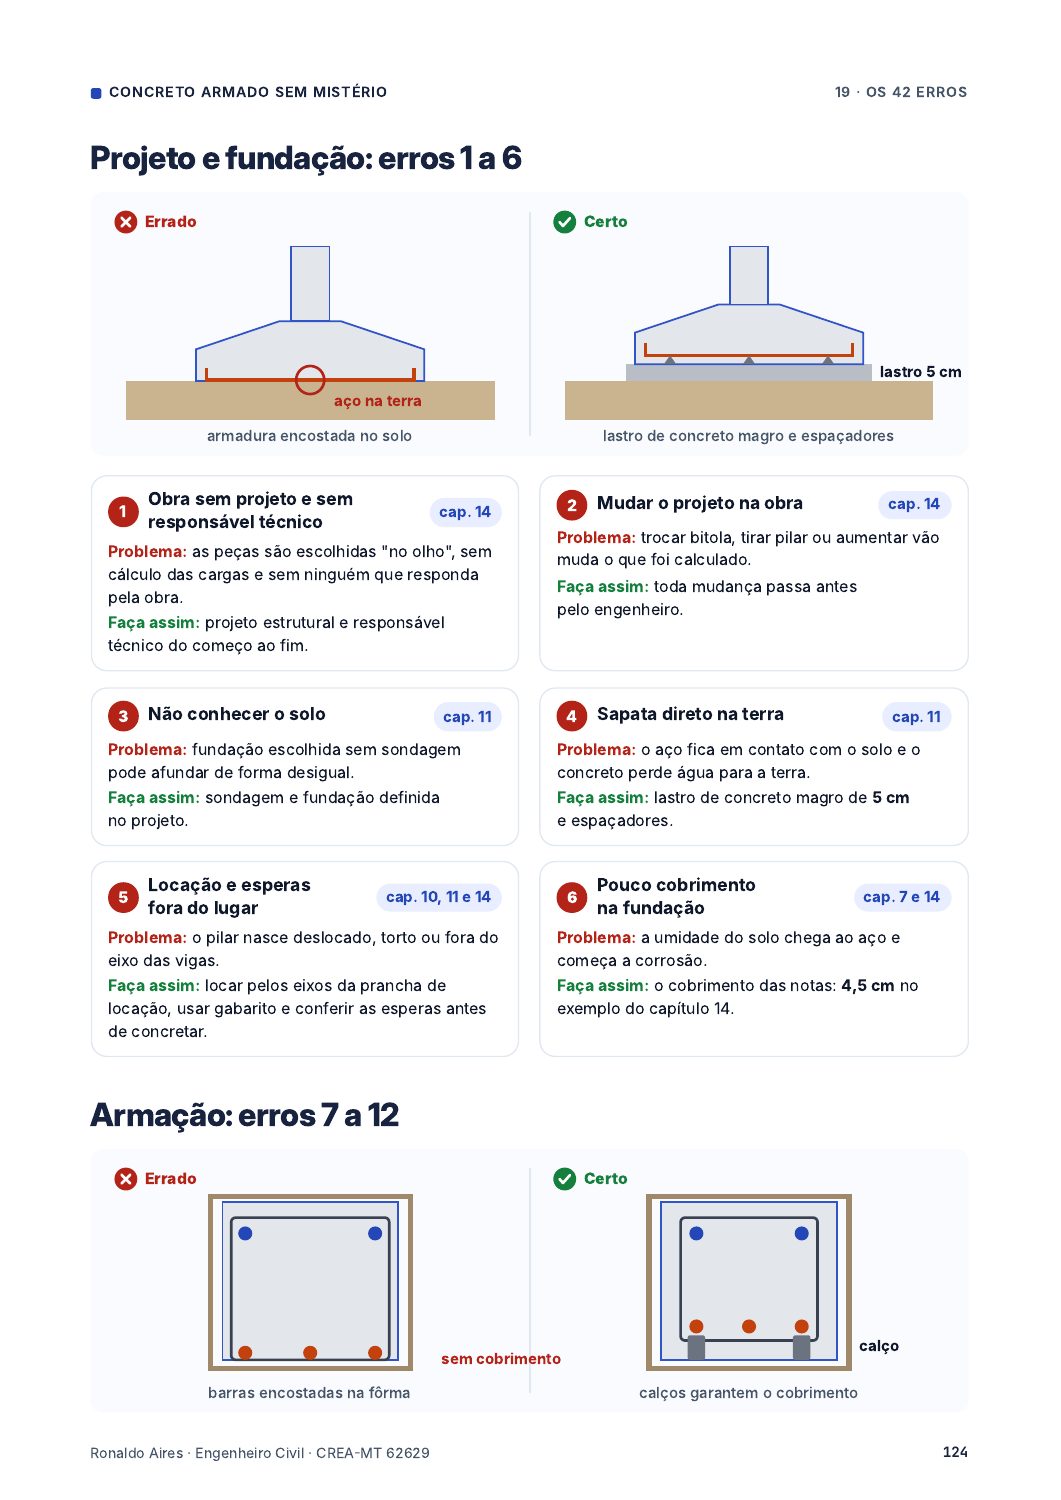 CONCRETO ARMADO SEM MISTÉRIO
19 · OS 42 ERROS
Projeto e fundação: erros 1 a 6
Errado
Certo
aço na terra
armadura encostada no solo
lastro 5 cm
lastro de concreto magro e espaçadores
1
Obra sem projeto e sem
responsável técnico
cap. 14
Problema: as peças são escolhidas "no olho", sem
cálculo das cargas e sem ninguém que responda
pela obra.
Faça assim: projeto estrutural e responsável
técnico do começo ao fim.
2
Mudar o projeto na obra
cap. 14
Problema: trocar bitola, tirar pilar ou aumentar vão
muda o que foi calculado.
Faça assim: toda mudança passa antes
pelo engenheiro.
3
Não conhecer o solo
cap. 11
Problema: fundação escolhida sem sondagem
pode afundar de forma desigual.
Faça assim: sondagem e fundação definida
no projeto.
4
Sapata direto na terra
cap. 11
Problema: o aço fica em contato com o solo e o
concreto perde água para a terra.
Faça assim: lastro de concreto magro de 5 cm
e espaçadores.
5
Locação e esperas
fora do lugar
cap. 10, 11 e 14
Problema: o pilar nasce deslocado, torto ou fora do
eixo das vigas.
Faça assim: locar pelos eixos da prancha de
locação, usar gabarito e conferir as esperas antes
de concretar.
6
Pouco cobrimento
na fundação
cap. 7 e 14
Problema: a umidade do solo chega ao aço e
começa a corrosão.
Faça assim: o cobrimento das notas: 4,5 cm no
exemplo do capítulo 14.
Armação: erros 7 a 12
Errado
Certo
sem cobrimento
barras encostadas na fôrma
calço
calços garantem o cobrimento
Ronaldo Aires · Engenheiro Civil · CREA-MT 62629
124